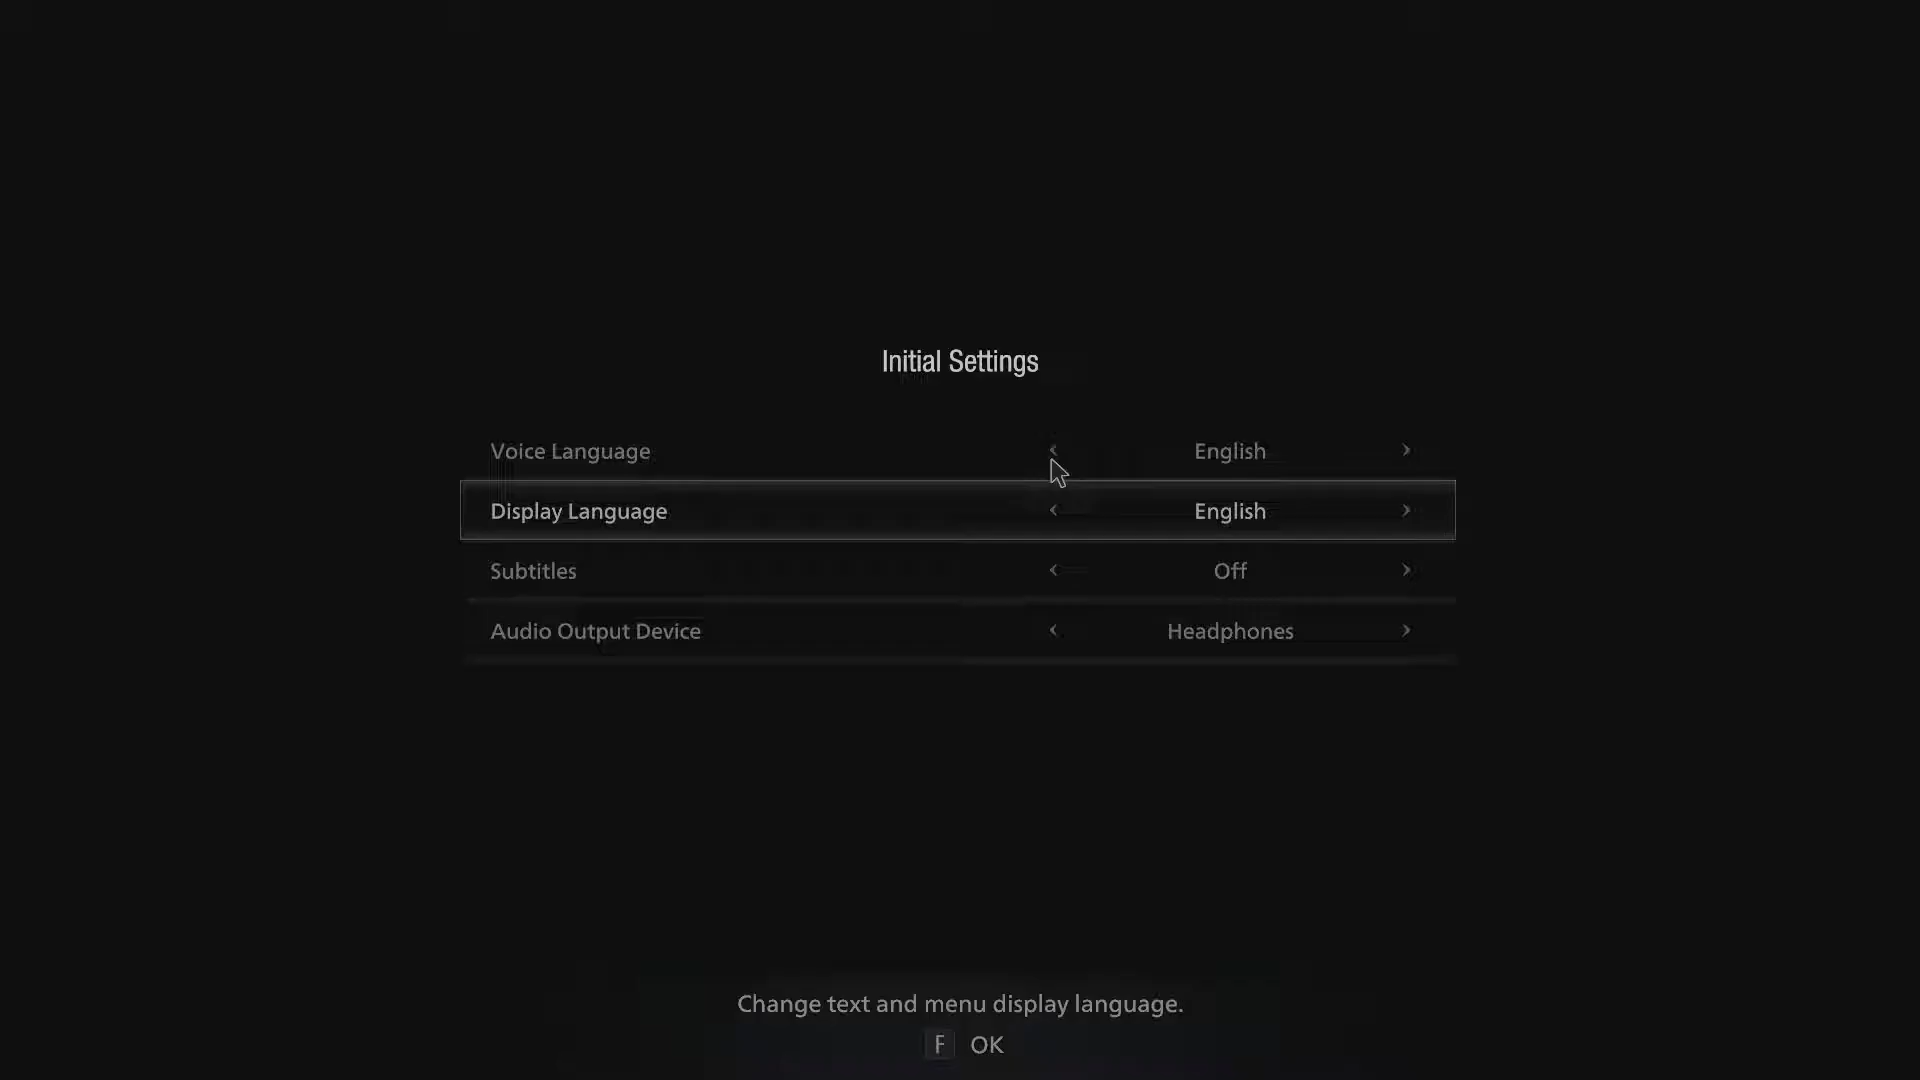 Initial Settings
Voice Language English
Display Language English
Subtitles Off
Audio Output Device Headphones
Change text and menu display language.
F OK